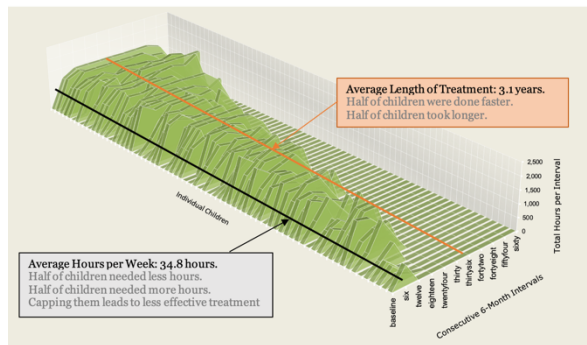 Average Length of Treatment: 3.1 years.
Half of children were done faster.
Half of children took longer.
2,500
2,000
1,500
1,000
500
0
Total Hours per Interval
Individual Children
Average Hours per Week: 34.8 hours.
Half of children needed less hours.
Half of children needed more hours.
Capping them leads to less effective treatment
baseline
six
twelve
eighteen
twentyfour
thirty
thirtysix
fortytwo
fortyeight
fiftyfour
sixty
Consecutive 6-Month Intervals